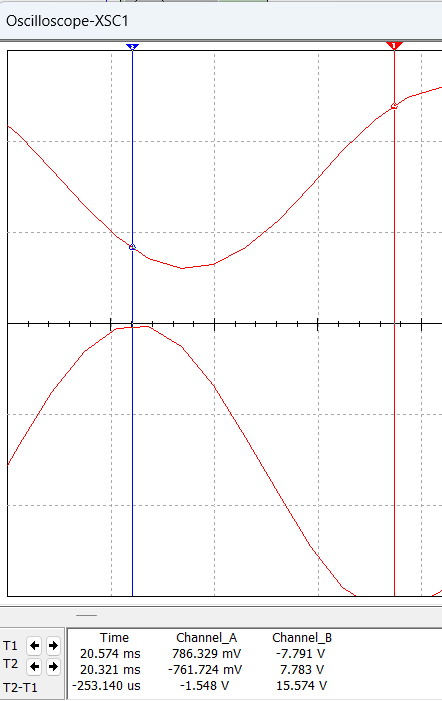 Oscilloscope-XSC1
Time Channel_A Channel_B
T1 20.574 ms 786.329 mV -7.791 V
T2 20.321 ms -761.724 mV 7.783 V
T2-T1 -253.140 us -1.548 V 15.574 V